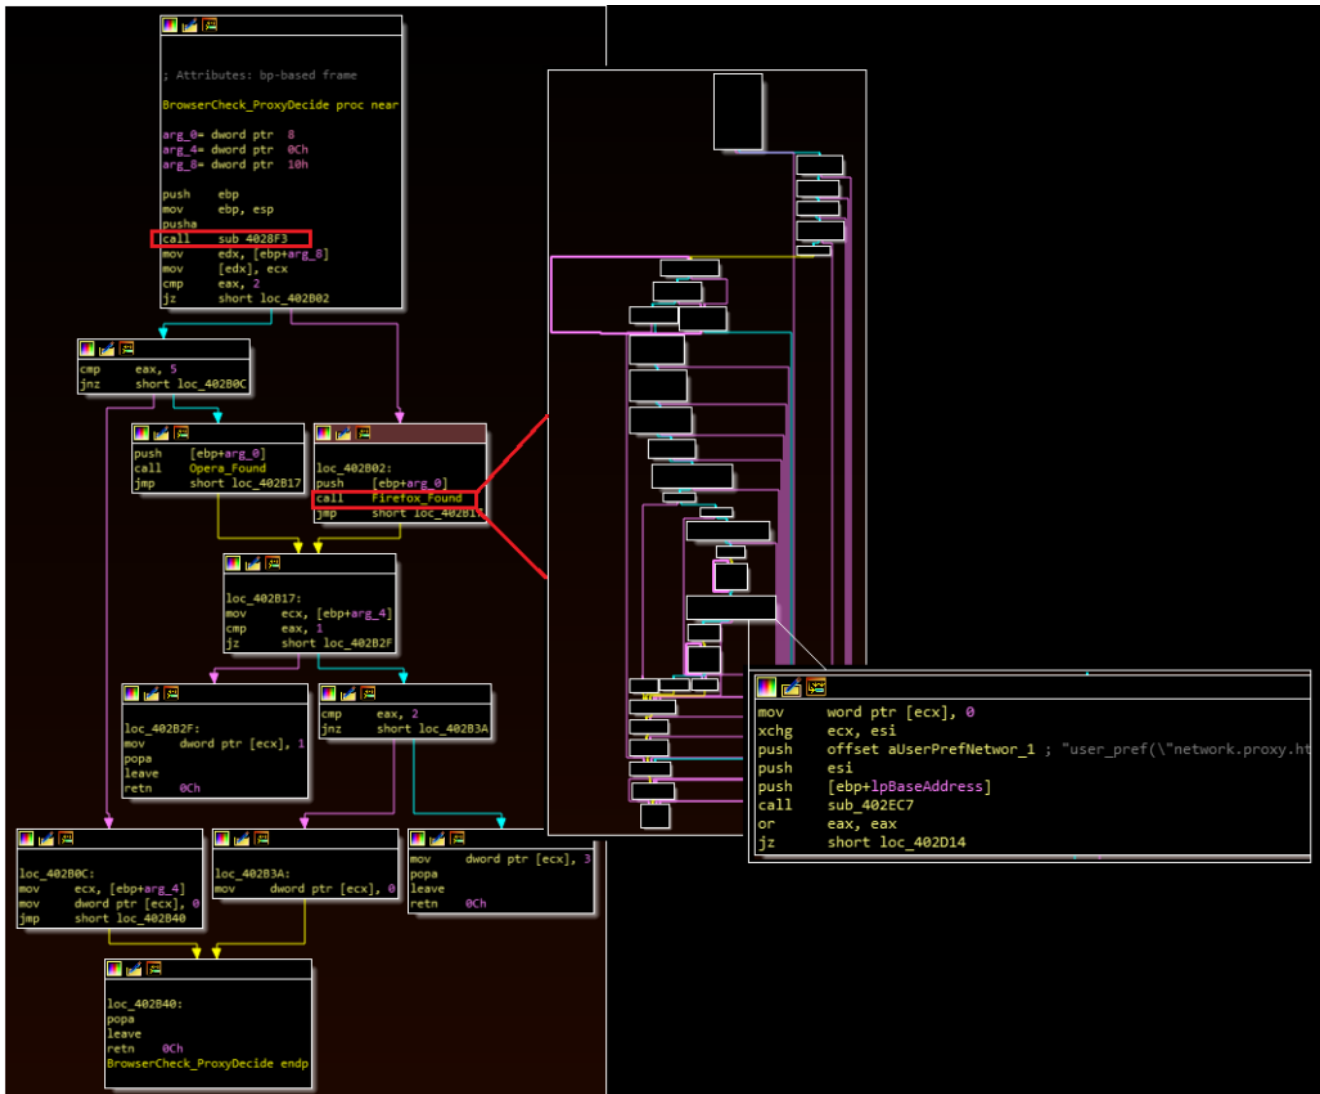 ; Attributes: bp-based frame
BrowserCheck_ProxyDecide proc near
arg_0= dword ptr  8
arg_4= dword ptr  0Ch
arg_8= dword ptr  10h
push    ebp
mov     ebp, esp
pusha
call    sub_4028F3
mov     edx, [ebp+arg_8]
mov     [edx], ecx
cmp     eax, 2
jz      short loc_402B02
cmp     eax, 5
jnz     short loc_402B0C
push    [ebp+arg_0]
call    Opera_Found
jmp     short loc_402B17
loc_402B02:
push    [ebp+arg_0]
call    Firefox_Found
jmp     short loc_402B17
loc_402B17:
mov     ecx, [ebp+arg_4]
cmp     eax, 1
jz      short loc_402B2F
loc_402B2F:
mov     dword ptr [ecx], 1
popa
leave
retn    0Ch
cmp     eax, 2
jnz     short loc_402B3A
loc_402B0C:
mov     ecx, [ebp+arg_4]
mov     dword ptr [ecx], 0
jmp     short loc_402B40
loc_402B3A:
mov     dword ptr [ecx], 0
mov     dword ptr [ecx], 3
popa
leave
retn    0Ch
loc_402B40:
popa
leave
retn    0Ch
BrowserCheck_ProxyDecide endp
mov     word ptr [ecx], 0
xchg    ecx, esi
push    offset aUserPrefNetwor_1 ; "user_pref(\"network.proxy.ht
push    esi
push    [ebp+lpBaseAddress]
call    sub_402EC7
or      eax, eax
jz      short loc_402D14